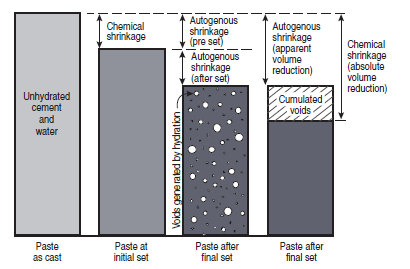 Chemical
shrinkage
Autogenous
shrinkage
(pre set)
Autogenous
shrinkage
(after set)
Autogenous
shrinkage
(apparent
volume
reduction)
Chemical
shrinkage
(absolute
volume
reduction)
Unhydrated
cement
and
water
Voids generated by hydration
Cumulated
voids
Paste
as cast
Paste at
initial set
Paste after
final set
Paste after
final set